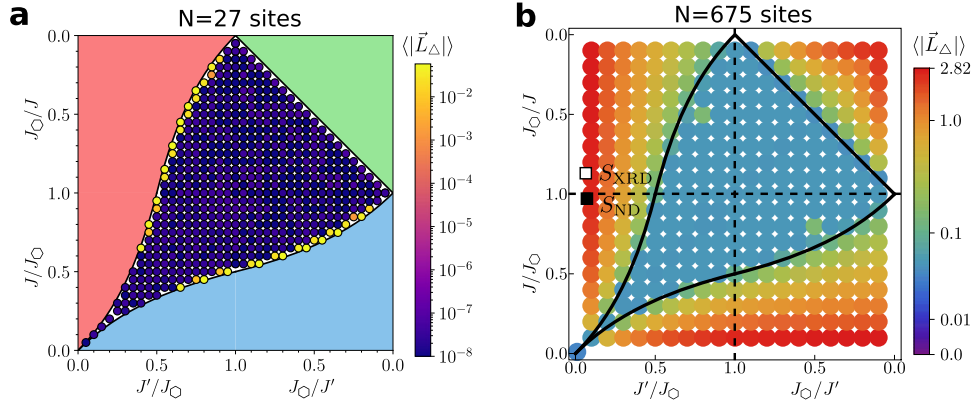 a
N=27 sites
⟨|L⃗△|⟩
0.0
0.5
1.0
0.5
0.0
J⬡/J
J/J⬡
0.0
0.5
1.0
0.5
0.0
J′/J⬡
J⬡/J′
10⁻²
10⁻³
10⁻⁴
10⁻⁵
10⁻⁶
10⁻⁷
10⁻⁸
b
N=675 sites
⟨|L⃗△|⟩
0.0
0.5
1.0
0.5
0.0
J⬡/J
J/J⬡
S_XRD
S_ND
0.0
0.5
1.0
0.5
0.0
J′/J⬡
J⬡/J′
2.82
1.0
0.1
0.01
0.0